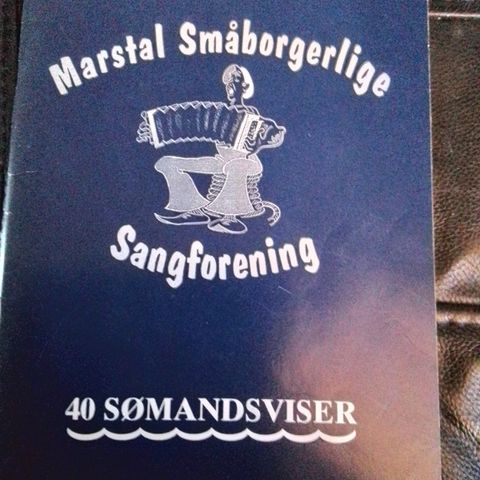 Marstal Småborgerlige
Sangforening
40 SØMANDSVISER